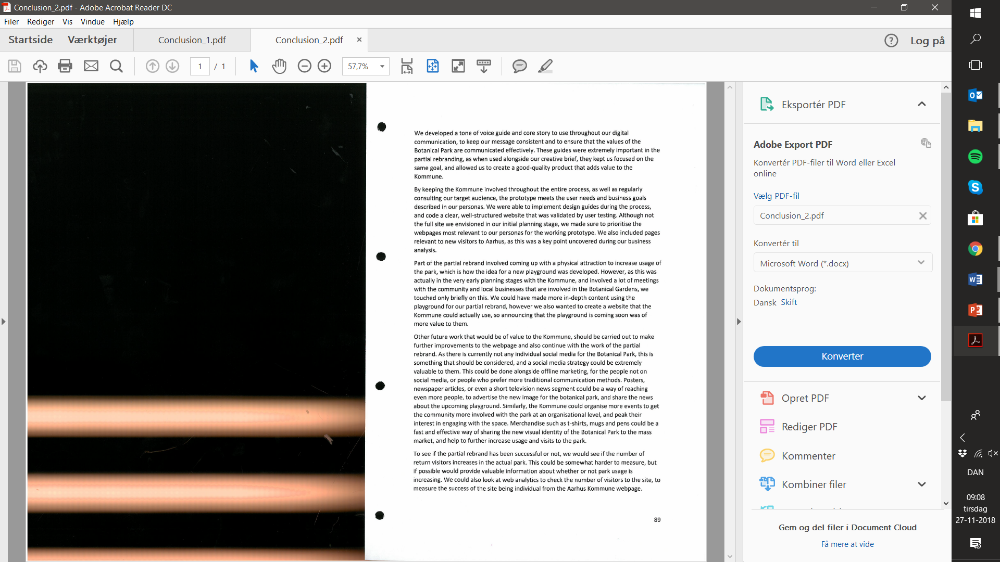 Conclusion_2.pdf - Adobe Acrobat Reader DC
Filer Rediger Vis Vindue Hjælp
Startside Værktøjer Conclusion_1.pdf Conclusion_2.pdf × ? Log på
1 / 1 57,7%
We developed a tone of voice guide and core story to use throughout our digital
communication, to keep our message consistent and to ensure that the values of the
Botanical Park are communicated effectively. These guides were extremely important in the
partial rebranding, as when used alongside our creative brief, they kept us focused on the
same goal, and allowed us to create a good-quality product that adds value to the
Kommune.
By keeping the Kommune involved throughout the entire process, as well as regularly
consulting our target audience, the prototype meets the user needs and business goals
described in our personas. We were able to implement design guides during the process,
and code a clear, well-structured website that was validated by user testing. Although not
the full site we envisioned in our initial planning stage, we made sure to prioritise the
webpages most relevant to our personas for the working prototype. We also included pages
relevant to new visitors to Aarhus, as this was a key point uncovered during our business
analysis.
Part of the partial rebrand involved coming up with a physical attraction to increase usage of
the park, which is how the idea for a new playground was developed. However, as this was
actually in the very early planning stages with the Kommune, and involved a lot of meetings
with the community and local businesses that are involved in the Botanical Gardens, we
touched only briefly on this. We could have made more in-depth content using the
playground for our partial rebrand, however we also wanted to create a website that the
Kommune could actually use, so announcing that the playground is coming soon was of
more value to them.
Other future work that would be of value to the Kommune, should be carried out to make
further improvements to the webpage and also continue with the work of the partial
rebrand. As there is currently not any individual social media for the Botanical Park, this is
something that should be considered, and a social media strategy could be extremely
valuable to them. This could be done alongside offline marketing, for the people not on
social media, or people who prefer more traditional communication methods. Posters,
newspaper articles, or even a short television news segment could be a way of reaching
even more people, to advertise the new image for the botanical park, and share the news
about the upcoming playground. Similarly, the Kommune could organise more events to get
the community more involved with the park at an organisational level, and peak their
interest in engaging with the space. Merchandise such as t-shirts, mugs and pens could be a
fast and effective way of sharing the new visual identity of the Botanical Park to the mass
market, and help to further increase usage and visits to the park.
To see if the partial rebrand has been successful or not, we would see if the number of
return visitors increases in the actual park. This could be somewhat harder to measure, but
if possible would provide valuable information about whether or not park usage is
increasing. We could also look at web analytics to check the number of visitors to the site, to
measure the success of the site being individual from the Aarhus Kommune webpage.
89
Eksportér PDF
Adobe Export PDF
Konvertér PDF-filer til Word eller Excel
online
Vælg PDF-fil
Conclusion_2.pdf
Konvertér til
Microsoft Word (*.docx)
Dokumentsprog:
Dansk Skift
Konverter
Opret PDF
Rediger PDF
Kommenter
Kombiner filer
Gem og del filer i Document Cloud
Få mere at vide
DAN
09:08
tirsdag
27-11-2018